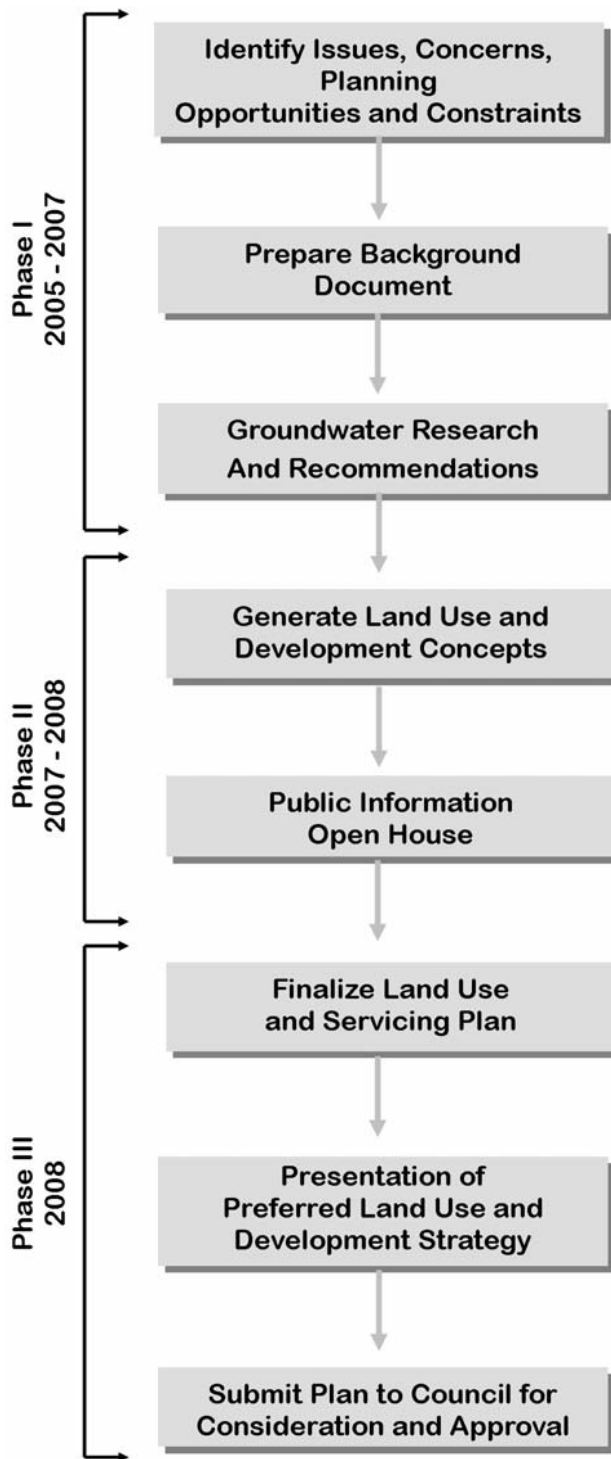 Phase I
2005 - 2007
Identify Issues, Concerns,
Planning
Opportunities and Constraints
Prepare Background
Document
Groundwater Research
And Recommendations
Phase II
2007 - 2008
Generate Land Use and
Development Concepts
Public Information
Open House
Phase III
2008
Finalize Land Use
and Servicing Plan
Presentation of
Preferred Land Use and
Development Strategy
Submit Plan to Council for
Consideration and Approval